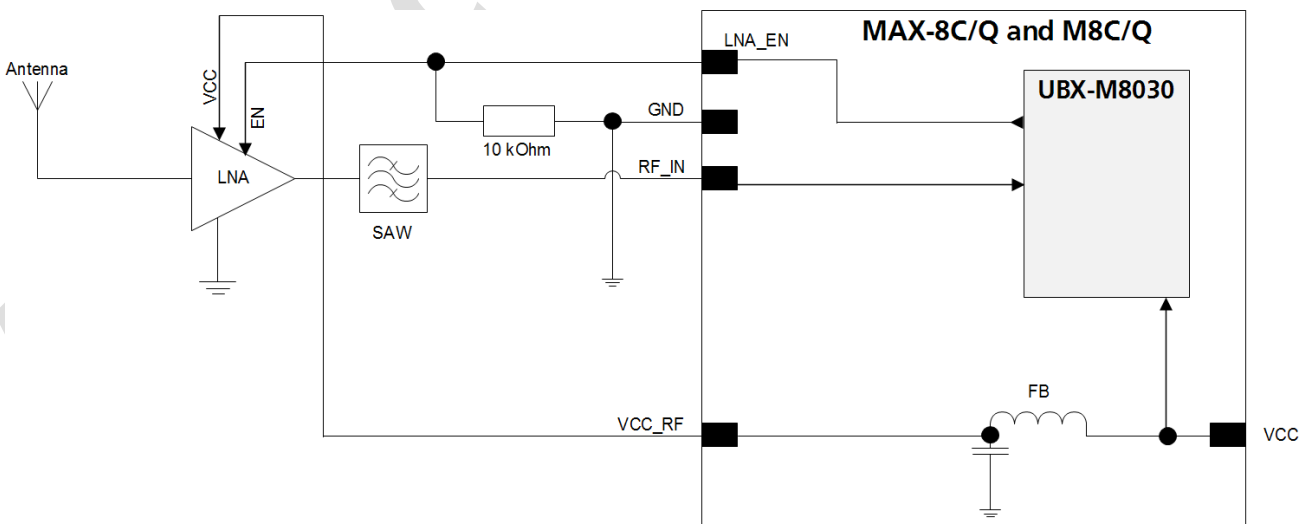 MAX-8C/Q and M8C/Q
LNA_EN
Antenna
VCC
UBX-M8030
EN
GND
10 kOhm
LNA
RF_IN
SAW
FB
VCC_RF
VCC